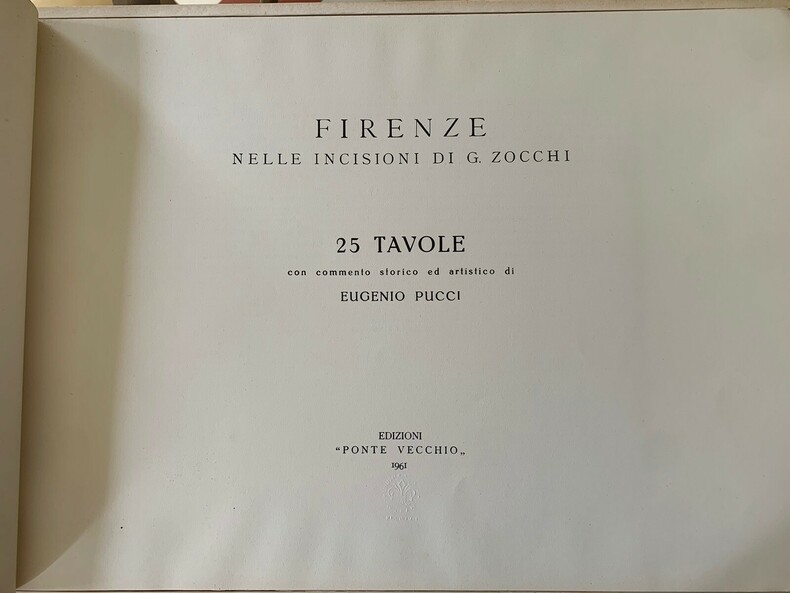 FIRENZE
NELLE INCISIONI DI G. ZOCCHI
25 TAVOLE
con commento storico ed artistico di
EUGENIO PUCCI
EDIZIONI
“PONTE VECCHIO„
1961